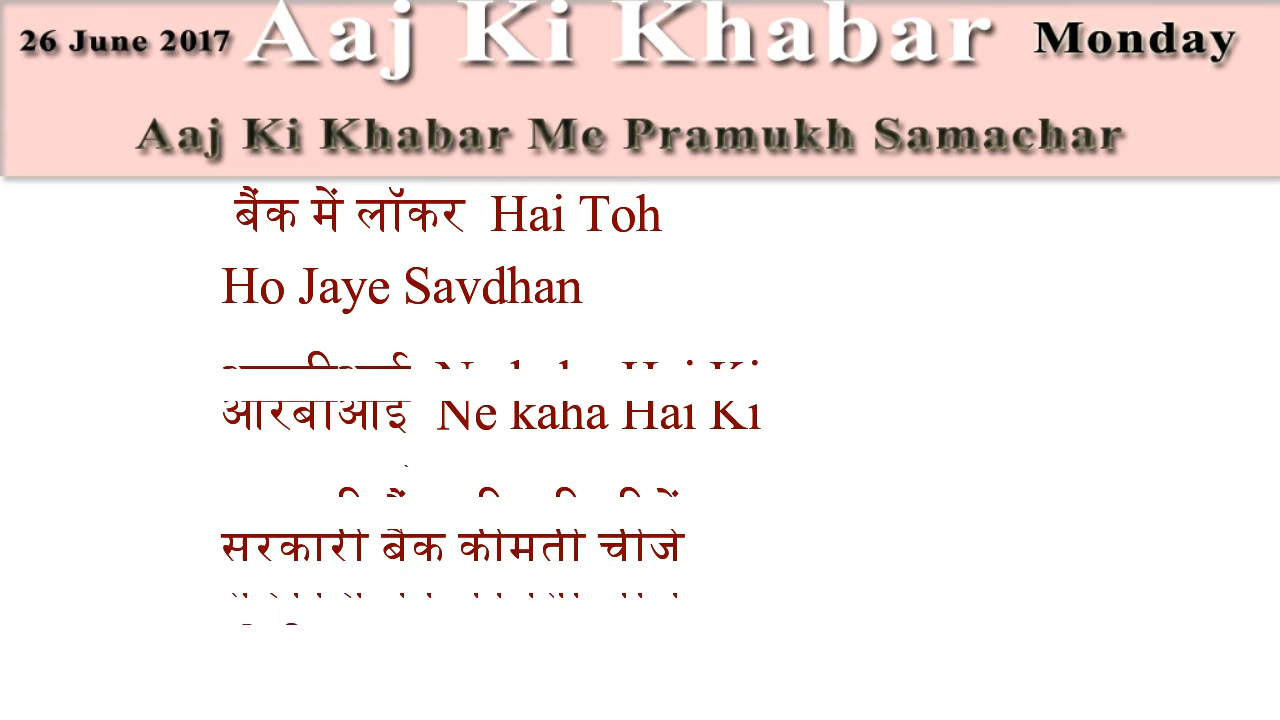 26 June 2017 Aaj Ki Khabar Monday
Aaj Ki Khabar Me Pramukh Samachar
बैंक में लॉकर Hai Toh
Ho Jaye Savdhan
आरबीआई Ne kaha Hai Ki
सरकारी बैंक कीमती चीजें